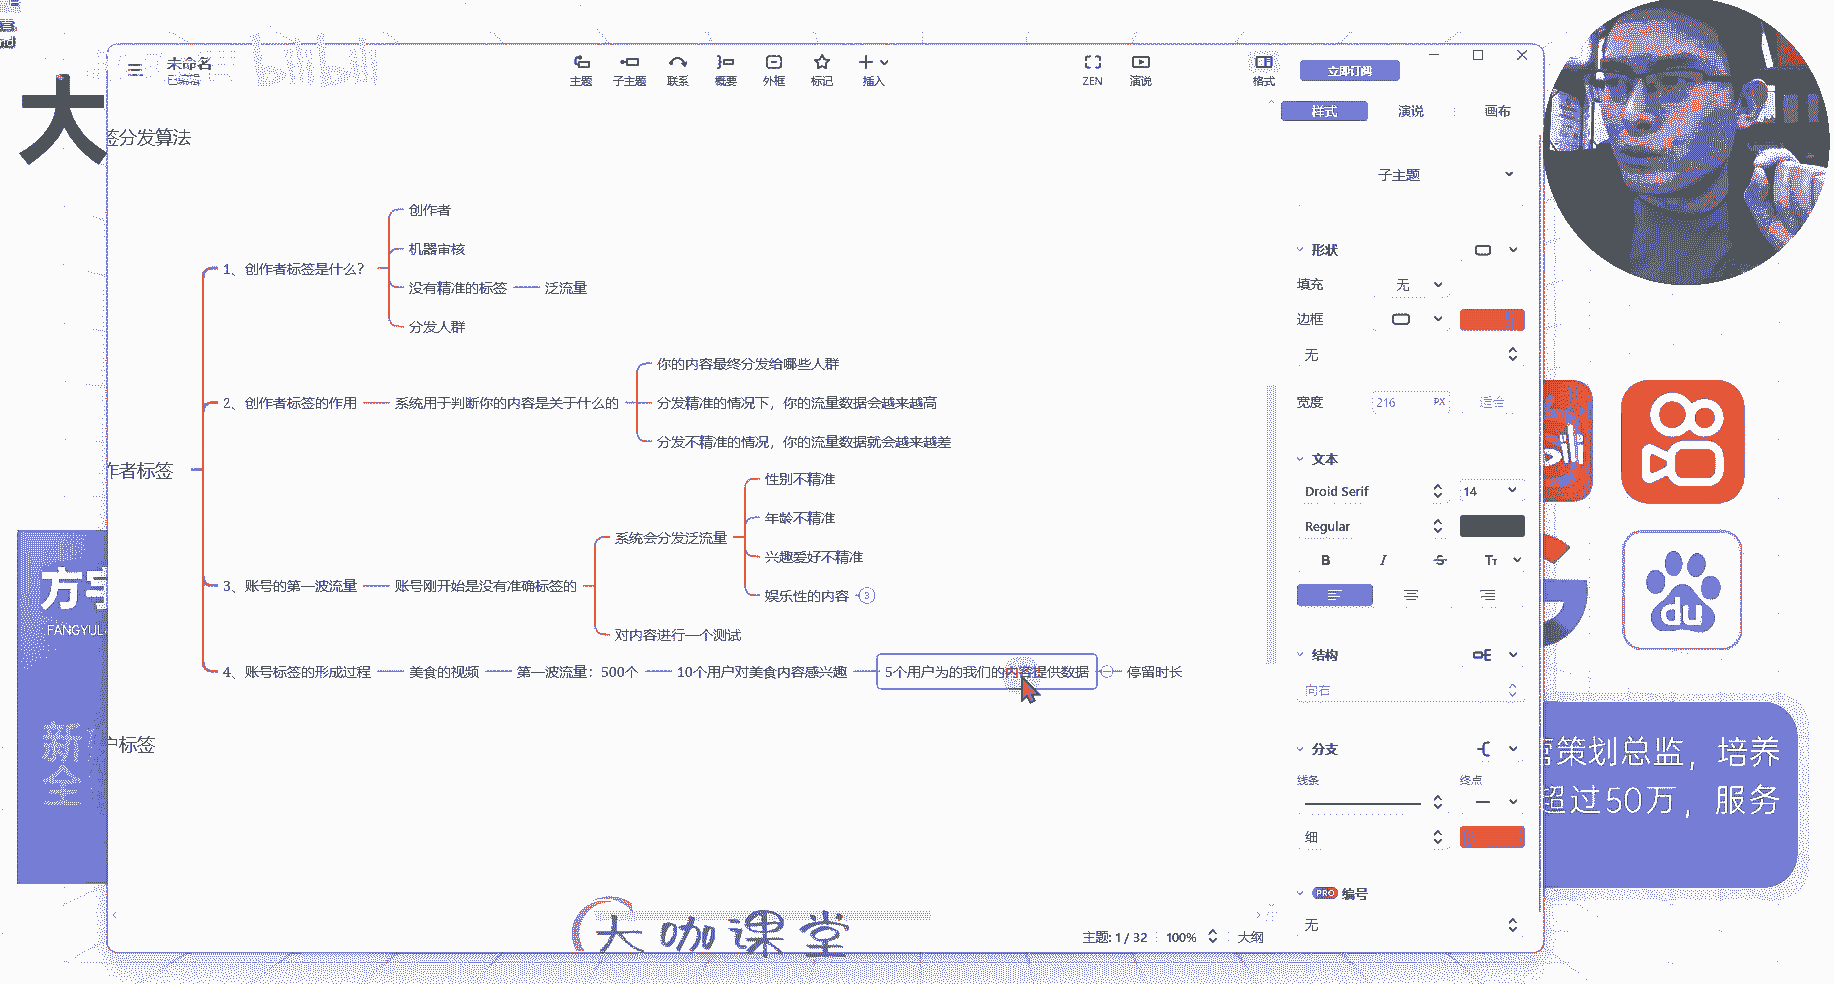 大
未命名
已编辑
bilibili
主题
子主题
联系
概要
外框
标记
插入
ZEN
演说
格式
立即订阅
签分发算法
创作者
机器审核
1、创作者标签是什么?
没有精准的标签
泛流量
分发人群
你的内容最终分发给哪些人群
2、创作者标签的作用
系统用于判断你的内容是关于什么的
分发精准的情况下，你的流量数据会越来越高
分发不精准的情况，你的流量数据就会越来越差
作者标签
性别不精准
年龄不精准
系统会分发泛流量
兴趣爱好不精准
3、账号的第一波流量
账号刚开始是没有准确标签的
娱乐性的内容
3
对内容进行一个测试
4、账号标签的形成过程
美食的视频
第一波流量：500个
10个用户对美食内容感兴趣
5个用户为的我们的内容提供数据
停留时长
户标签
样式
演说
画布
子主题
形状
填充
无
边框
无
宽度
216
PX
适合
文本
Droid Serif
14
Regular
B
I
S
Tт
结构
向右
分支
线条
终点
细
PRO
编号
无
方宇
FANGYUL
新
全
du
营策划总监，培养
超过50万，服务
大咖课堂
主题: 1 / 32
100%
大纲